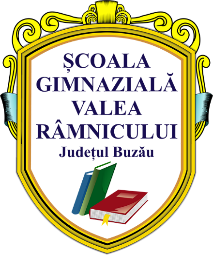 ȘCOALA
GIMNAZIALĂ
VALEA
RÂMNICULUI
Județul Buzău